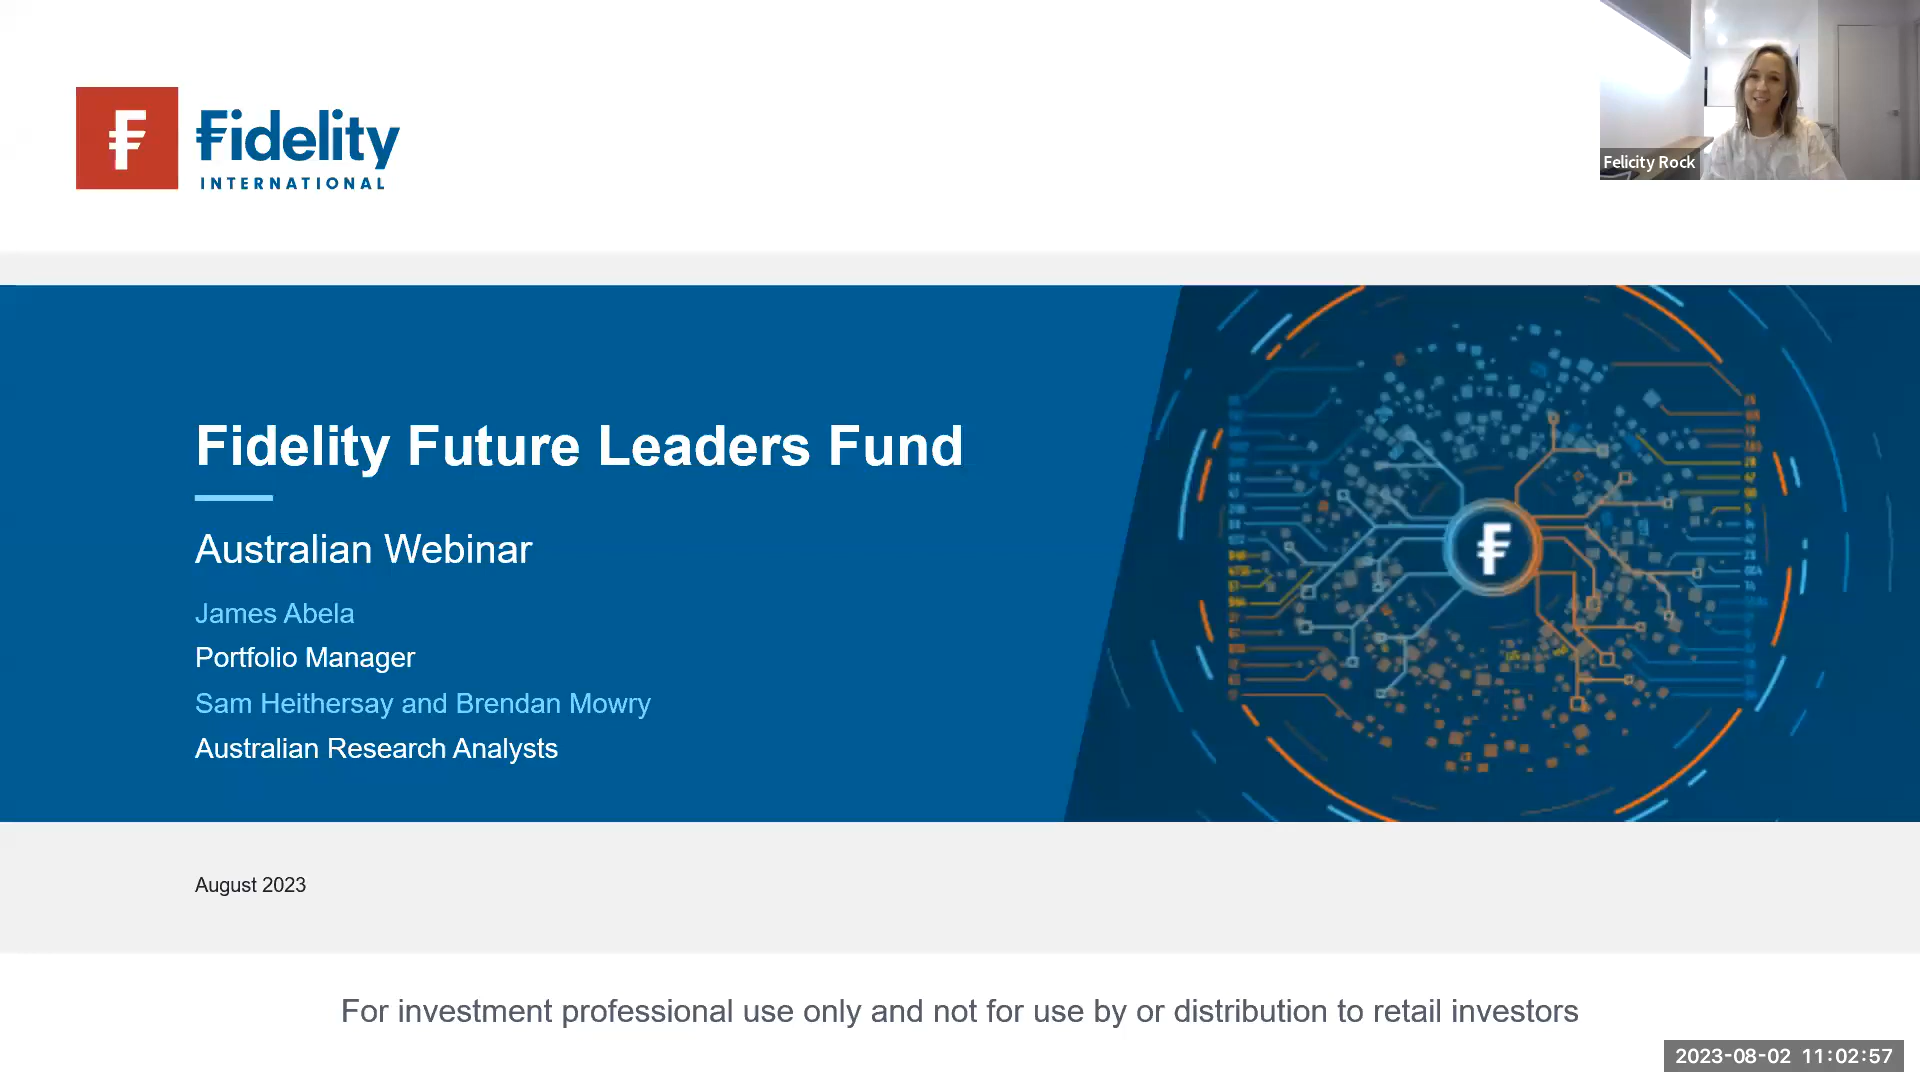 Fidelity
INTERNATIONAL
Felicity Rock
Fidelity Future Leaders Fund
Australian Webinar
James Abela
Portfolio Manager
Sam Heithersay and Brendan Mowry
Australian Research Analysts
August 2023
For investment professional use only and not for use by or distribution to retail investors
2023-08-02 11:02:57